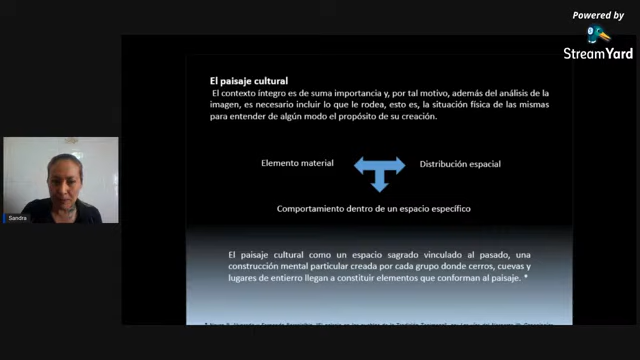 Powered by
StreamYard
El paisaje cultural
El contexto íntegro es de suma importancia y, por tal motivo, además del análisis de la
imagen, es necesario incluir lo que le rodea, esto es, la situación física de las mismas
para entender de algún modo el propósito de su creación.
Elemento material
Distribución espacial
Comportamiento dentro de un espacio específico
Sandra
El paisaje cultural como un espacio sagrado vinculado al pasado, una
construcción mental particular creada por cada grupo donde cerros, cuevas y
lugares de entierro llegan a constituir elementos que conforman al paisaje. *